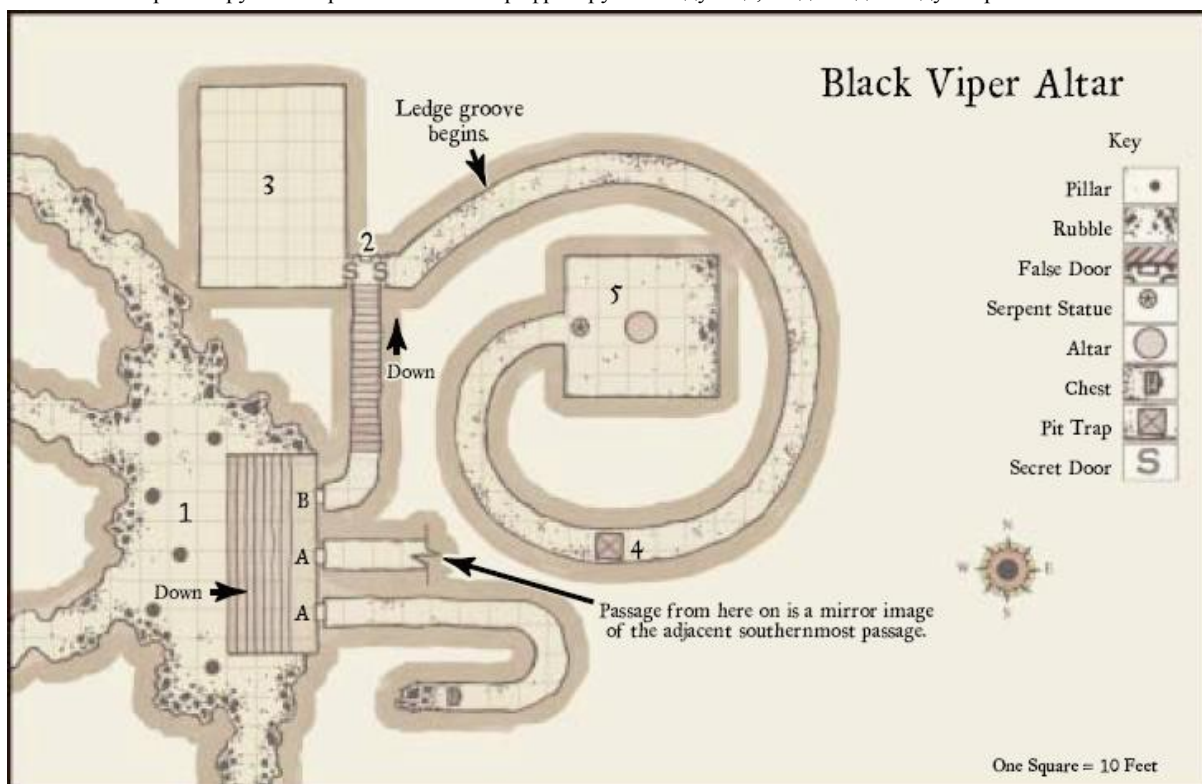 Black Viper Altar
Ledge groove
begins.
Key
Pillar
Rubble
False Door
Serpent Statue
Altar
Chest
Pit Trap
Secret Door
S
3
2
S S
5
Down
1
B
A
4
Down
A
Passage from here on is a mirror image
of the adjacent southernmost passage.
N
W E
S
One Square = 10 Feet